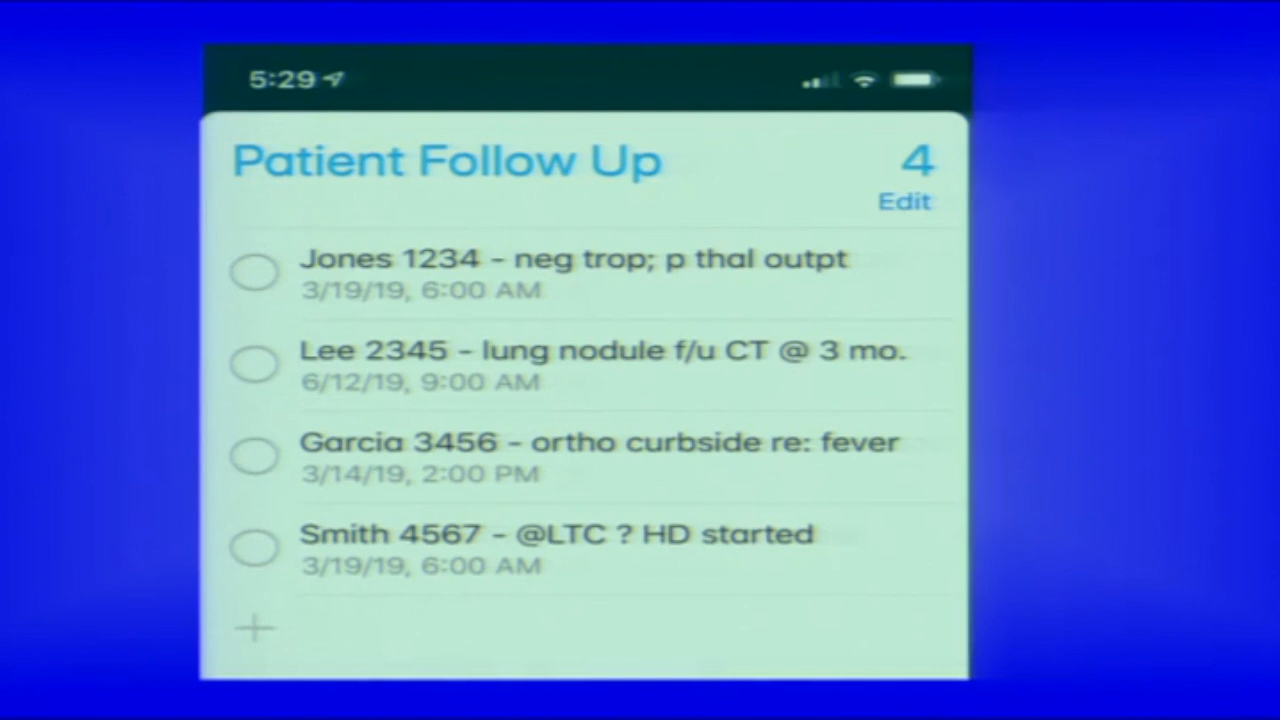 5:29
Patient Follow Up
4
Edit
Jones 1234 - neg trop; p thal outpt
3/19/19, 6:00 AM
Lee 2345 - lung nodule f/u CT @ 3 mo.
6/12/19, 9:00 AM
Garcia 3456 - ortho curbside re: fever
3/14/19, 2:00 PM
Smith 4567 - @LTC ? HD started
3/19/19, 6:00 AM